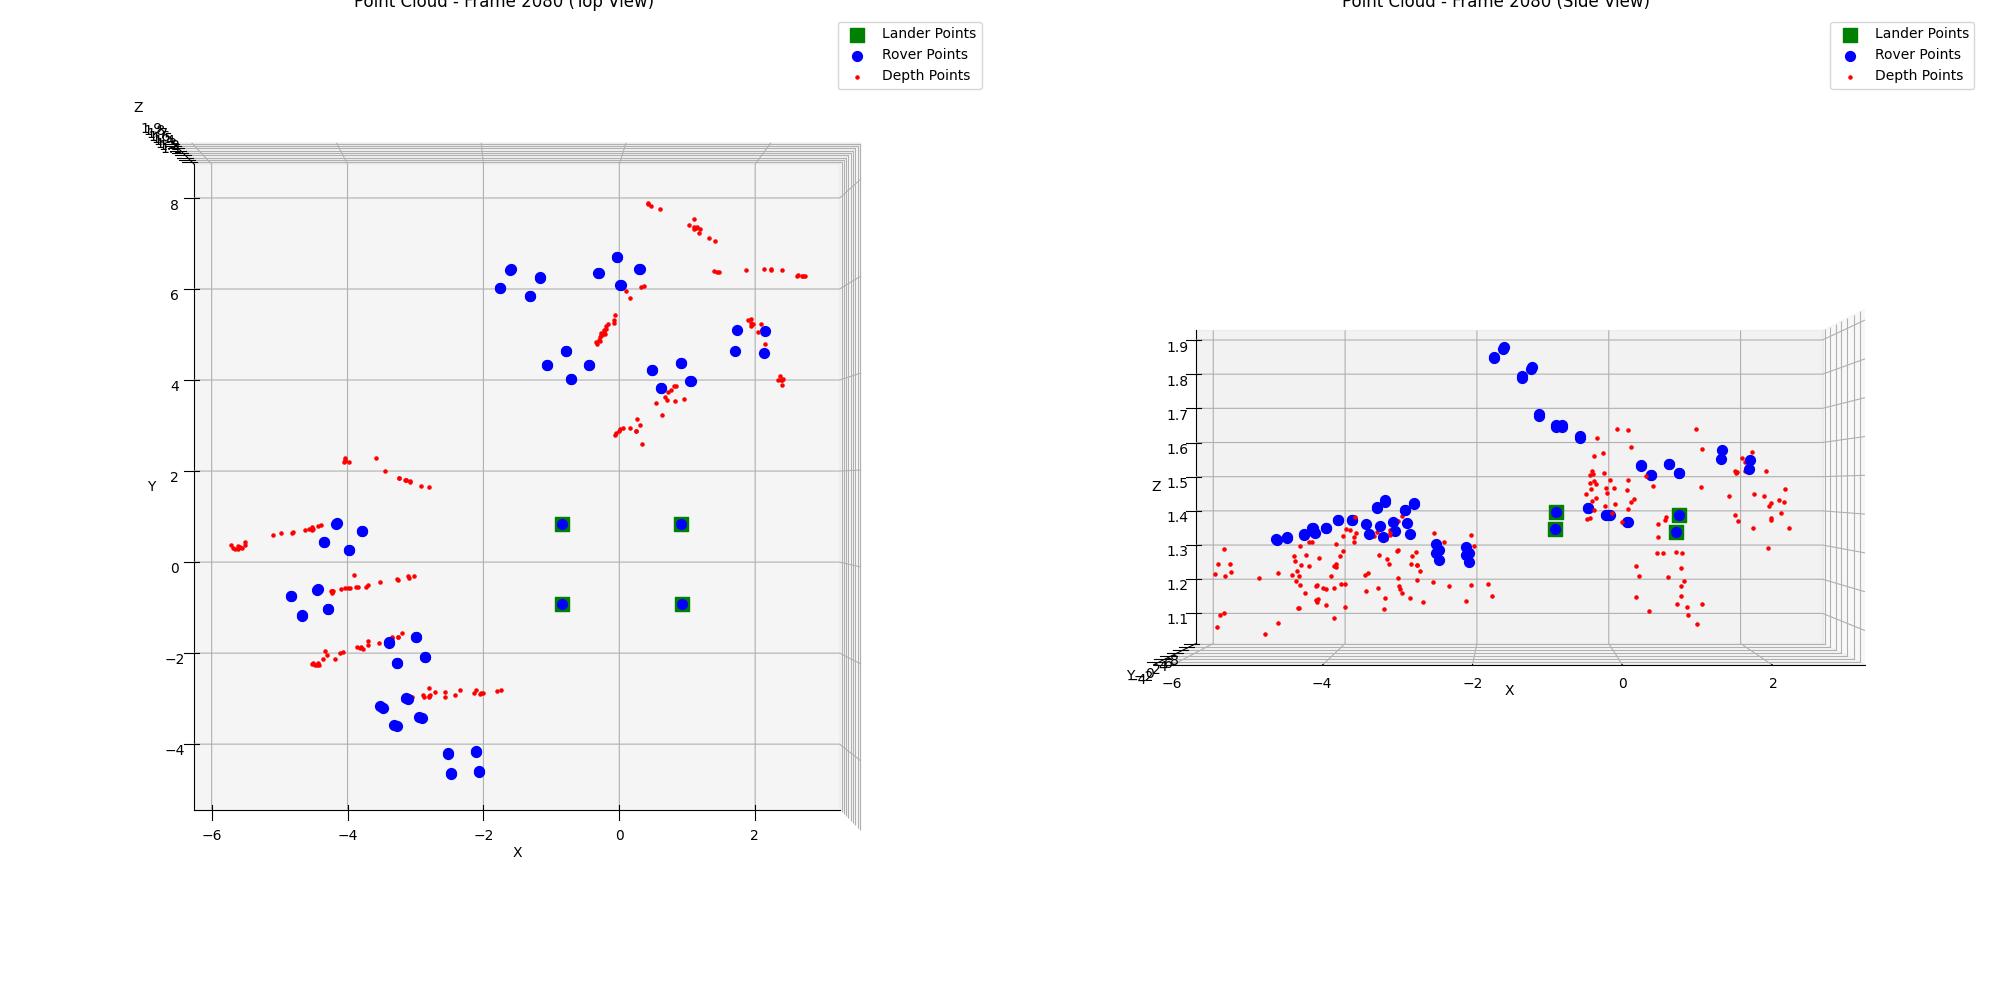 Point Cloud - Frame 2080 (Top View)
Lander Points
Rover Points
Depth Points
Z
1.9
8
6
4
2
0
−2
−4
Y
−6
−4
−2
0
2
X
Point Cloud - Frame 2080 (Side View)
Lander Points
Rover Points
Depth Points
1.9
1.8
1.7
1.6
1.5
1.4
1.3
1.2
1.1
Z
Y
−6
−4
−2
0
2
X